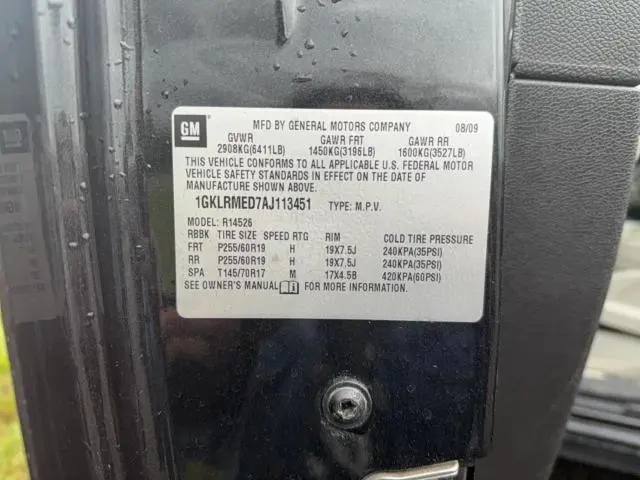 GM
MFD BY GENERAL MOTORS COMPANY 08/09
GVWR GAWR FRT GAWR RR
2908KG(6411LB) 1450KG(3196LB) 1600KG(3527LB)
THIS VEHICLE CONFORMS TO ALL APPLICABLE U.S. FEDERAL MOTOR
VEHICLE SAFETY STANDARDS IN EFFECT ON THE DATE OF
MANUFACTURE SHOWN ABOVE.
1GKLRMED7AJ113451 TYPE: M.P.V.
MODEL: R14526
RBBK TIRE SIZE SPEED RTG RIM COLD TIRE PRESSURE
FRT P255/60R19 H 19X7.5J 240KPA(35PSI)
RR P255/60R19 H 19X7.5J 240KPA(35PSI)
SPA T145/70R17 M 17X4.5B 420KPA(60PSI)
SEE OWNER'S MANUAL FOR MORE INFORMATION.